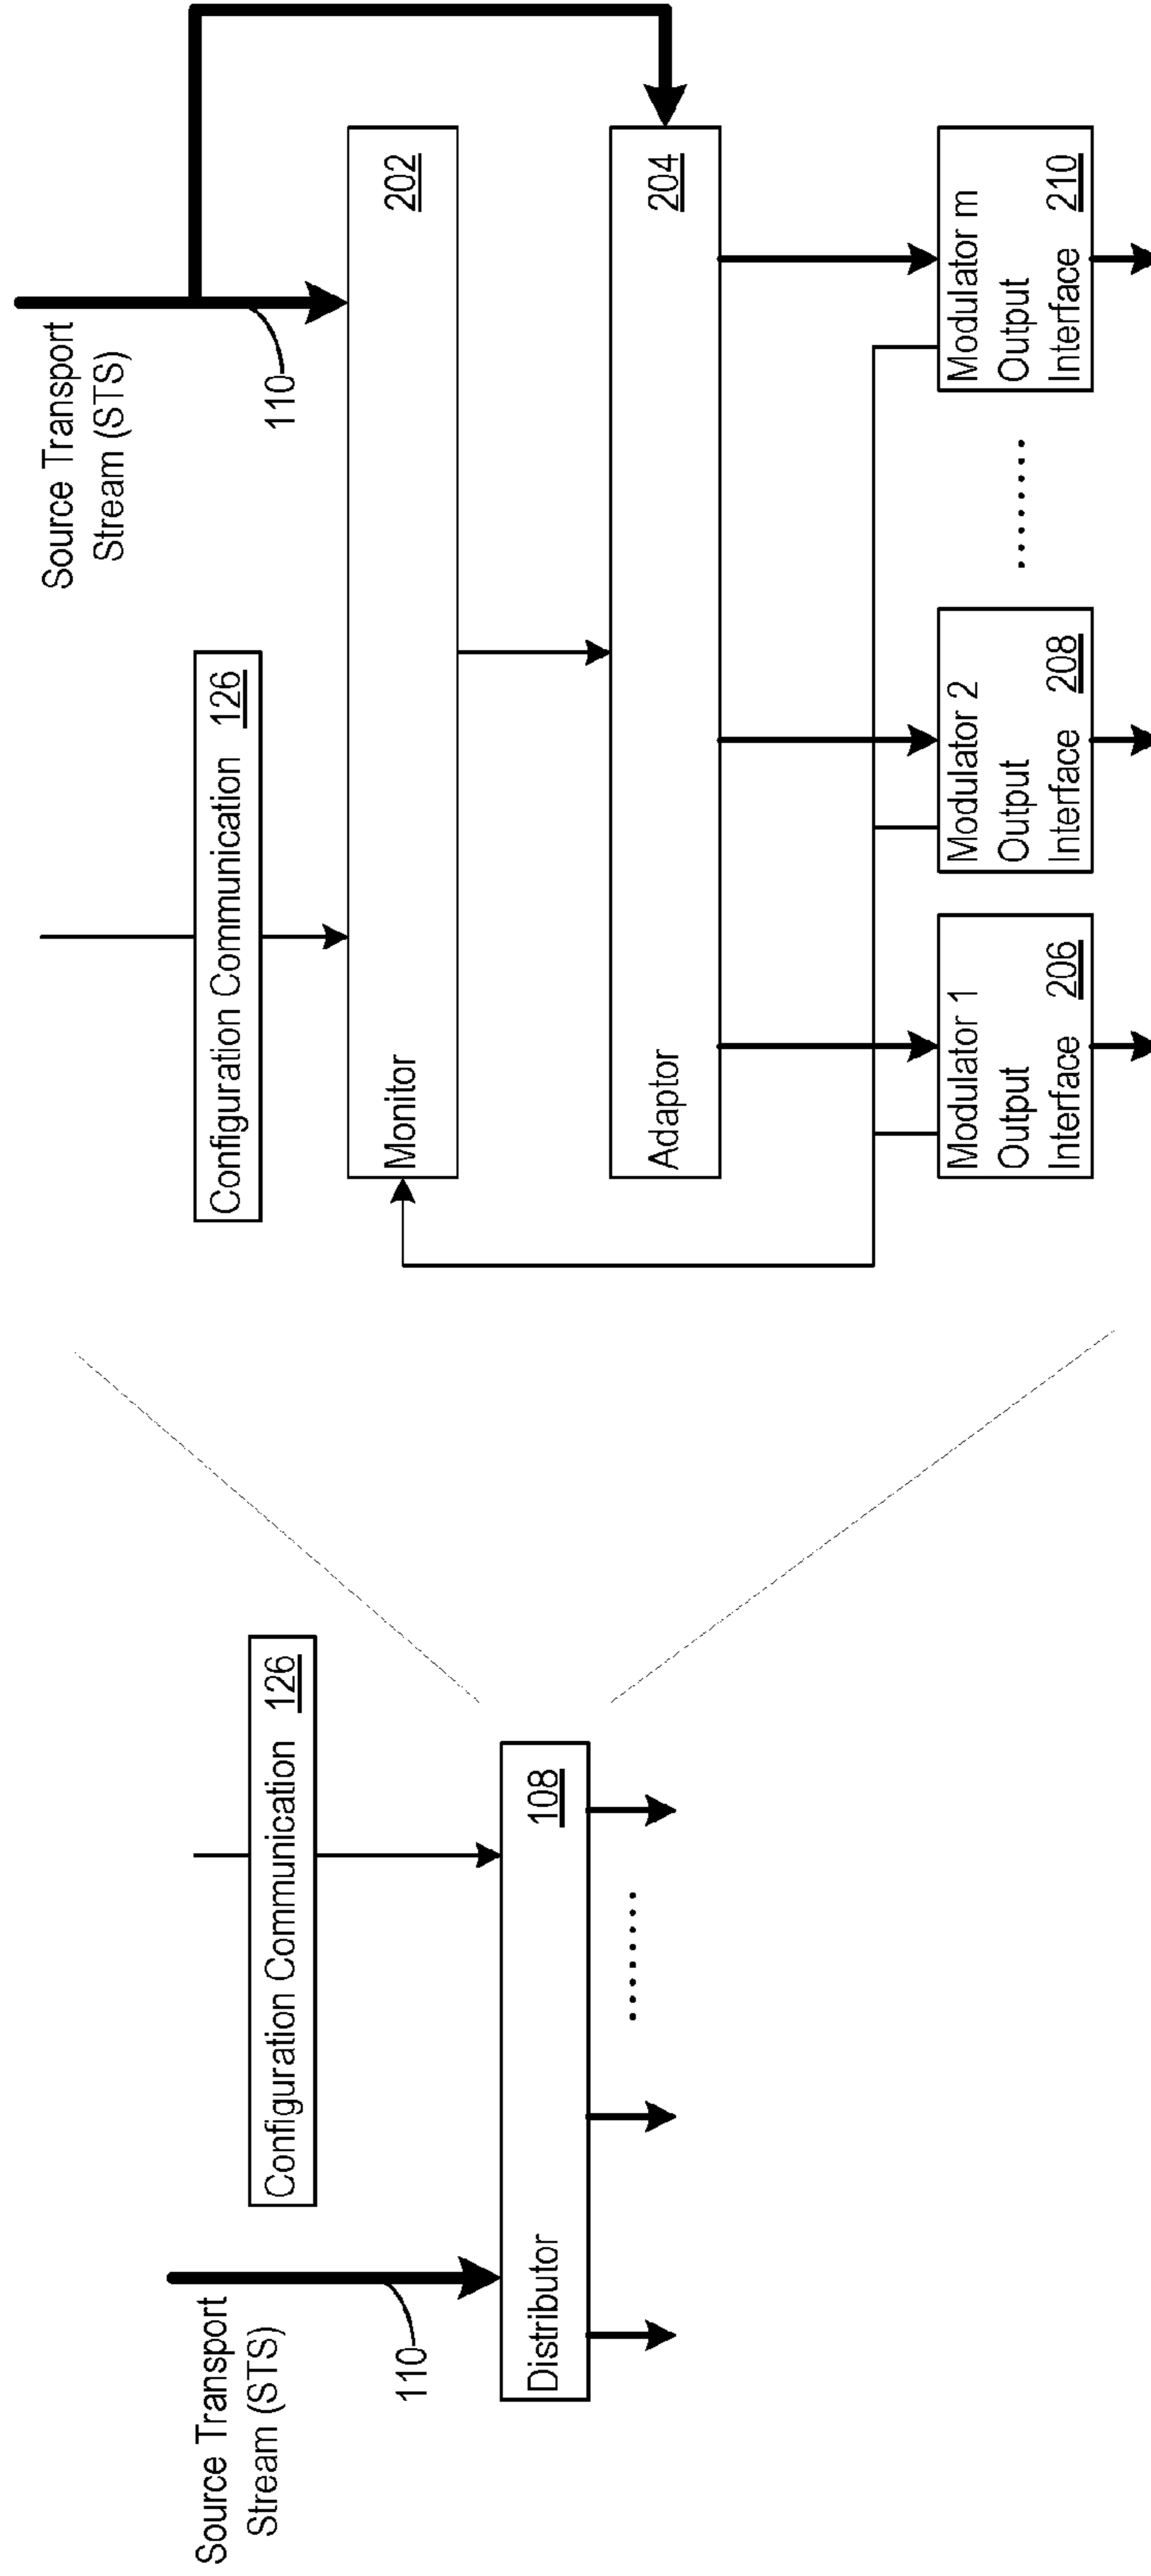 Source Transport
Stream (STS)
110
Configuration Communication 126
Distributor 108
Configuration Communication 126
Source Transport
Stream (STS)
110
Monitor 202
Adaptor 204
Modulator 1
Output
Interface 206
Modulator 2
Output
Interface 208
Modulator m
Output
Interface 210